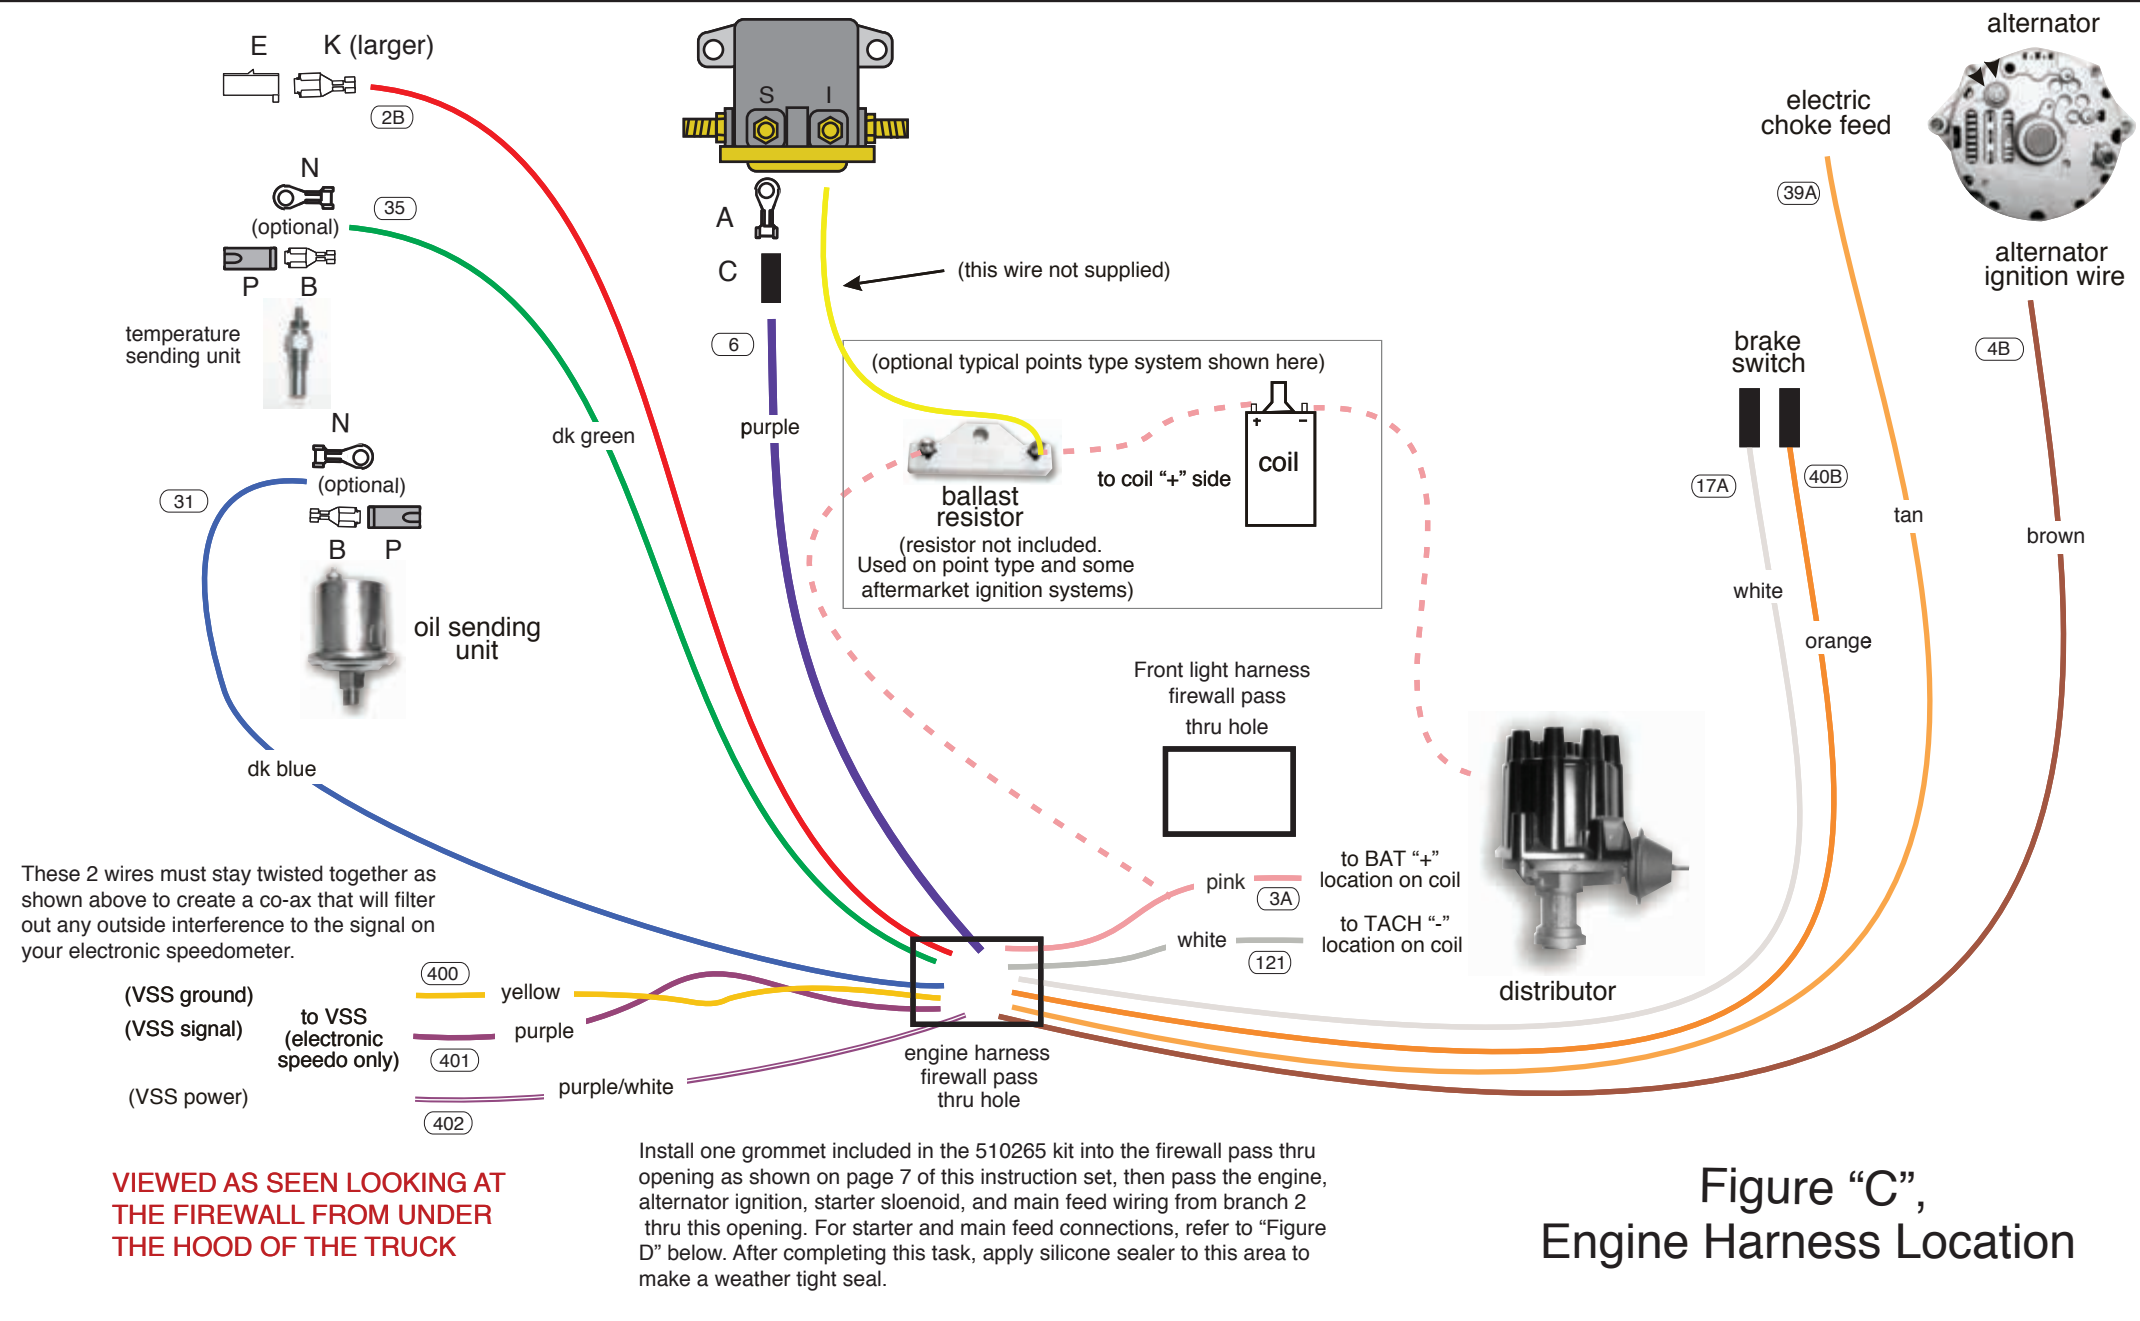 E
K (larger)
2B
N
35
(optional)
P
B
temperature
sending unit
N
(optional)
31
B
P
oil sending
unit
dk green
dk blue
S
I
A
C
(this wire not supplied)
6
purple
(optional typical points type system shown here)
+
-
coil
to coil “+” side
ballast
resistor
(resistor not included.
Used on point type and some
aftermarket ignition systems)
alternator
electric
choke feed
39A
alternator
ignition wire
4B
brake
switch
17A
40B
tan
brown
white
orange
Front light harness
firewall pass
thru hole
pink
3A
to BAT “+”
location on coil
white
121
to TACH “-”
location on coil
distributor
These 2 wires must stay twisted together as
shown above to create a co-ax that will filter
out any outside interference to the signal on
your electronic speedometer.
400
(VSS ground)
yellow
(VSS signal)
to VSS
(electronic
speedo only)
purple
401
(VSS power)
purple/white
402
engine harness
firewall pass
thru hole
VIEWED AS SEEN LOOKING AT
THE FIREWALL FROM UNDER
THE HOOD OF THE TRUCK
Install one grommet included in the 510265 kit into the firewall pass thru
opening as shown on page 7 of this instruction set, then pass the engine,
alternator ignition, starter sloenoid, and main feed wiring from branch 2
thru this opening. For starter and main feed connections, refer to “Figure
D” below. After completing this task, apply silicone sealer to this area to
make a weather tight seal.
Figure “C”,
Engine Harness Location